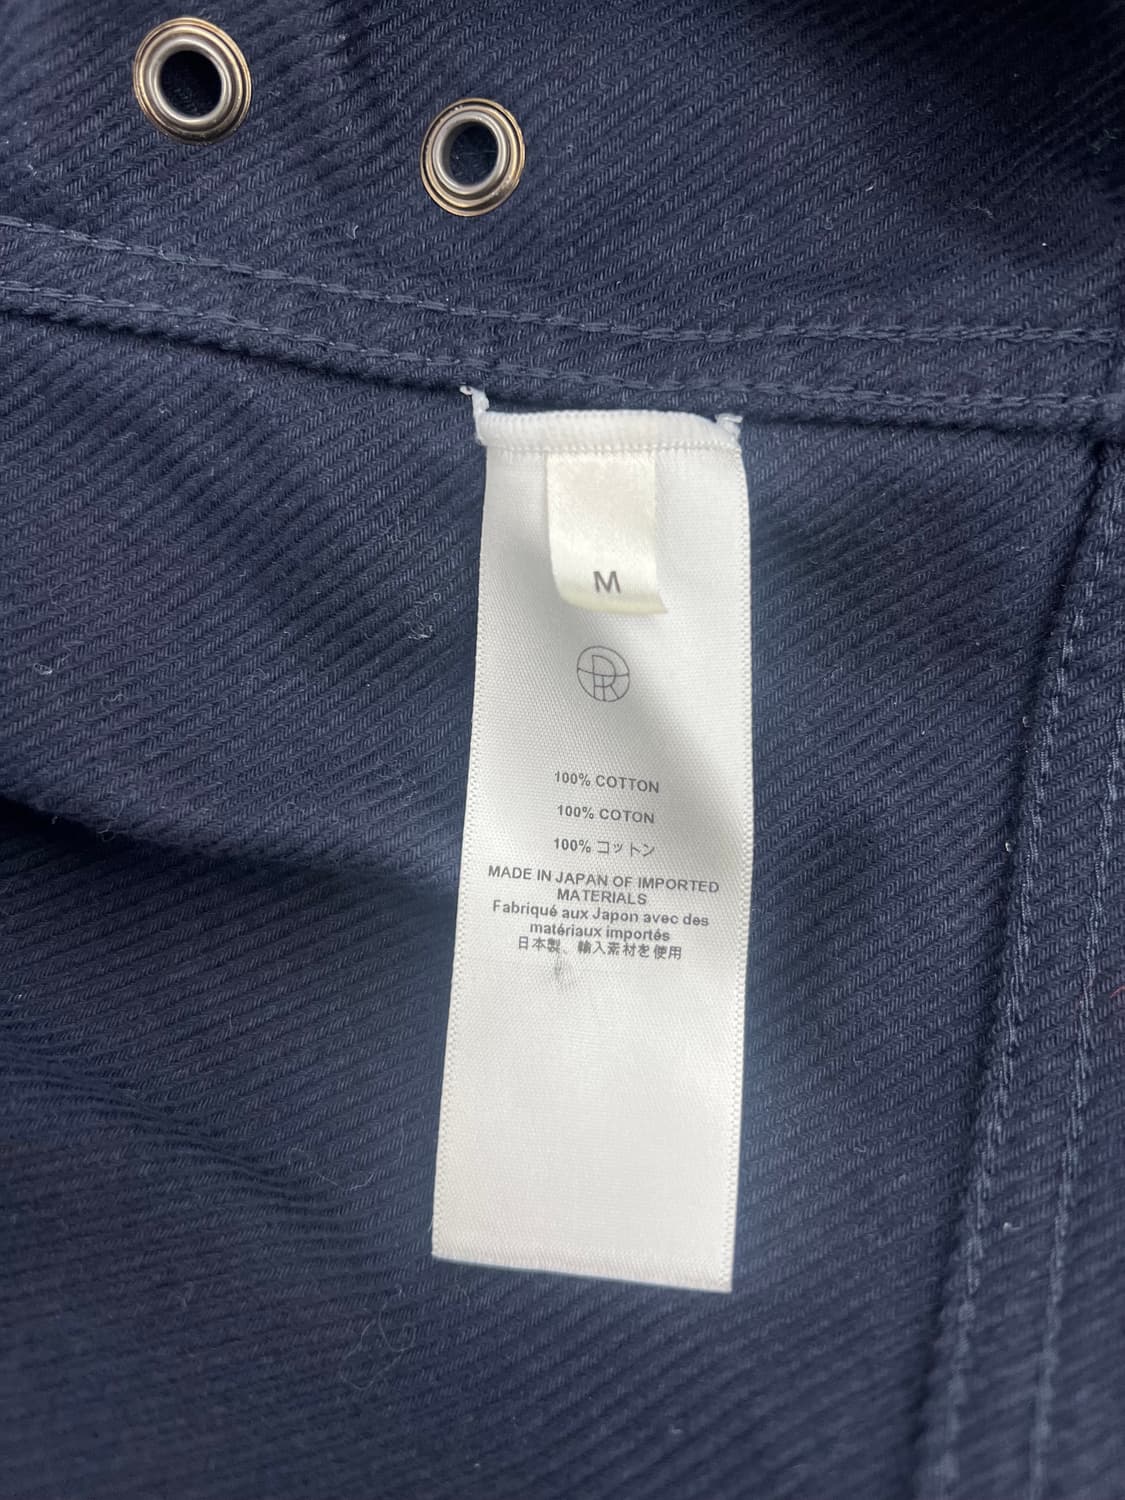 M
100% COTTON
100% COTON
100% コットン
MADE IN JAPAN OF IMPORTED
MATERIALS
Fabriqué aux Japon avec des
matériaux importés
日本製、輸入素材を使用